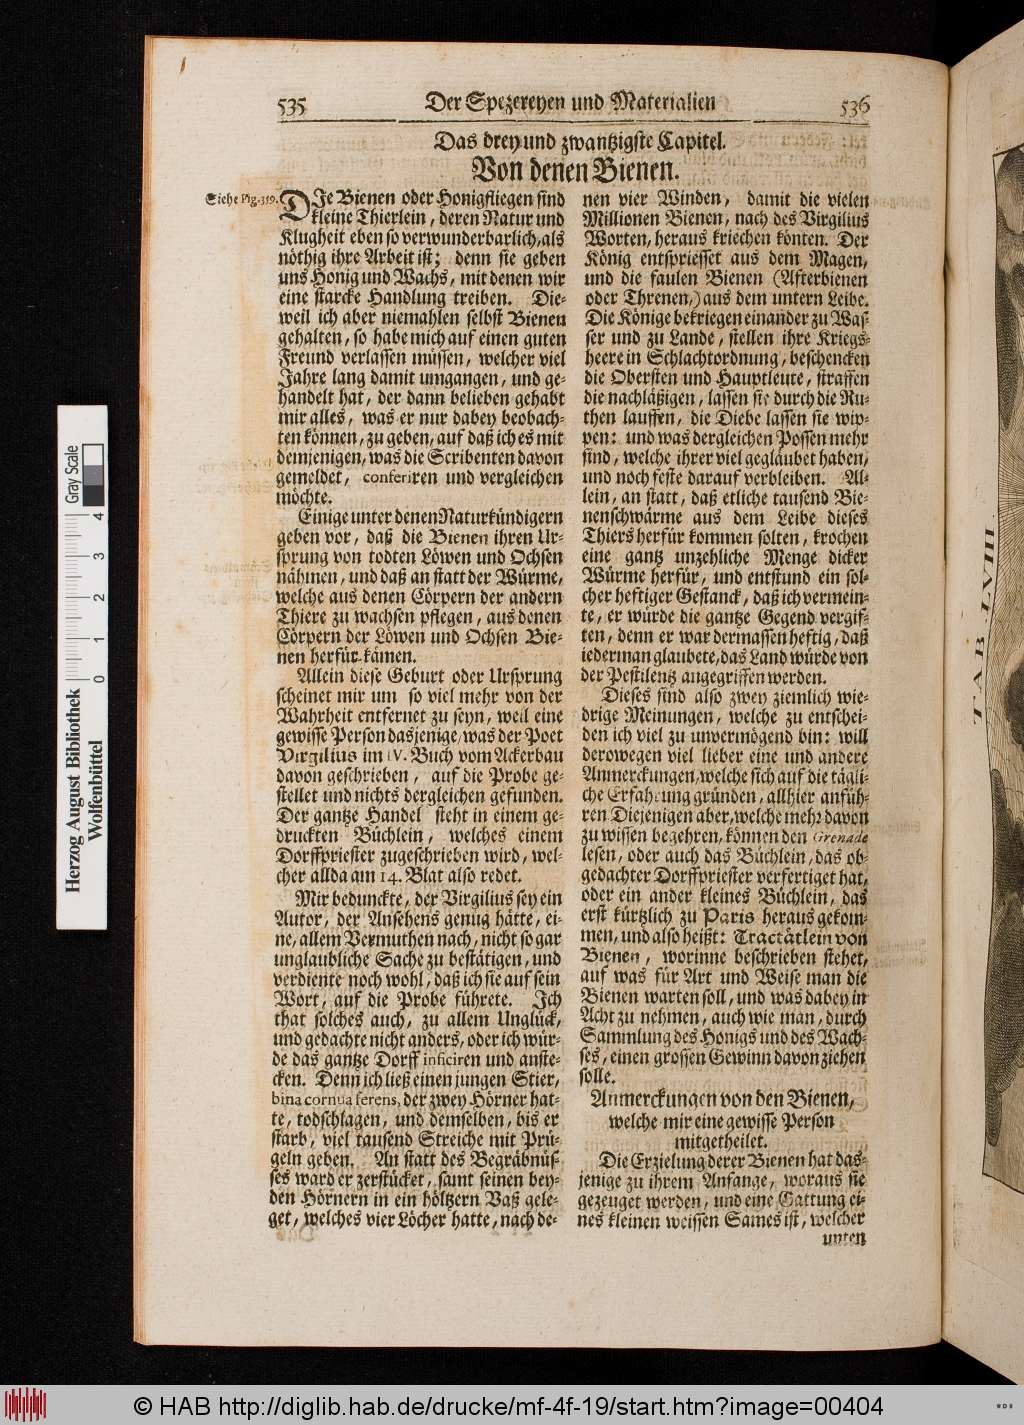 535
Der Spezereyen und Materialien
536
Das drey und zwantzigste Capitel.
Von denen Bienen.
Siehe Fig. 359.
DJe Bienen oder Honigfliegen sind
kleine Thierlein, deren Natur und
Klugheit eben so verwunderbarlich, als
nöthig ihre Arbeit ist; denn sie geben
uns Honig und Wachs, mit denen wir
eine starcke Handlung treiben. Die-
weil ich aber niemahlen selbst Bienen
gehalten, so habe mich auf einen guten
Freund verlassen müssen, welcher viel
Jahre lang damit umgangen, und ge-
handelt hat, der dann belieben gehabt
mir alles, was er nur dabey beobach-
ten können, zu geben, auf daß ich es mit
demjenigen, was die Scribenten davon
gemeldet, conferiren und vergleichen
möchte.
Einige unter denen Naturkündigern
geben vor, daß die Bienen ihren Ur-
sprung von todten Löwen und Ochsen
nähmen, und daß an statt der Würme,
welche aus denen Cörpern der andern
Thiere zu wachsen pflegen, aus denen
Cörpern der Löwen und Ochsen Bie-
nen herfür kämen.
Allein diese Geburt oder Ursprung
scheinet mir um so viel mehr von der
Wahrheit entfernet zu seyn, weil eine
gewisse Person dasjenige, was der Poet
Virgilius im IV. Buch vom Ackerbau
davon geschrieben, auf die Probe ge-
stellet und nichts dergleichen gefunden.
Der gantze Handel steht in einem ge-
druckten Büchlein, welches einem
Dorffpriester zugeschrieben wird, wel-
cher allda am 14. Blat also redet.
Mir bedunckte, der Virgilius sey ein
Autor, der Ansehens genug hätte, ei-
ne, allem Vermuthen nach, nicht so gar
unglaubliche Sache zu bestätigen, und
verdiente noch wohl, daß ich sie auf sein
Wort, auf die Probe führete. Jch
that solches auch, zu allem Unglück,
und gedachte nicht anders, oder ich wür-
de das gantze Dorff inficiren und anste-
cken. Denn ich ließ einen jungen Stier,
bina cornua ferens, der zwey Hörner hat-
te, todschlagen, und demselben, bis er
starb, viel tausend Streiche mit Prü-
geln geben. An statt des Begräbnüs-
ses ward er zerstücket, samt seinen bey-
den Hörnern in ein höltzern Vaß gele-
get, welches vier Löcher hatte, nach de-
nen vier Winden, damit die vielen
Millionen Bienen, nach des Virgilius
Worten, heraus kriechen könten. Der
König entspriesset aus dem Magen,
und die faulen Bienen (Afterbienen
oder Threnen,) aus dem untern Leibe.
Die Könige bekriegen einander zu Was-
ser und zu Lande, stellen ihre Kriegs-
heere in Schlachtordnung, beschencken
die Obersten und Hauptleute, straffen
die nachläßigen, lassen sie durch die Ru-
then lauffen, die Diebe lassen sie wip-
pen: und was dergleichen Possen mehr
sind, welche ihrer viel gegläubet haben,
und noch feste darauf verbleiben. Al-
lein, an statt, daß etliche tausend Bie-
nenschwärme aus dem Leibe dieses
Thiers herfür kommen solten, krochen
eine gantz unzehliche Menge dicker
Würme herfür, und entstund ein sol-
cher heftiger Gestanck, daß ich vermein-
te, er würde die gantze Gegend vergif-
ten, denn er war dermassen heftig, daß
iederman glaubete, das Land würde von
der Pestilentz angegriffen werden.
Dieses sind also zwey ziemlich wie-
drige Meinungen, welche zu entschei-
den ich viel zu unvermögend bin: will
derowegen viel lieber eine und andere
Anmerckungen, welche sich auf die tägli-
che Erfahrung gründen, allhier anfüh-
ren Diejenigen aber, welche mehr davon
zu wissen begehren, können den Grenade
lesen, oder auch das Büchlein, das ob-
gedachter Dorffpriester verfertiget hat,
oder ein ander kleines Büchlein, das
erst kürtzlich zu Paris heraus gekom-
men, und also heißt: Tractätlein von
Bienen, worinne beschrieben stehet,
auf was für Art und Weise man die
Bienen warten soll, und was dabey in
Acht zu nehmen, auch wie man, durch
Sammlung des Honigs und des Wach-
ses, einen grossen Gewinn davon ziehen
solle.
Anmerckungen von den Bienen,
welche mir eine gewisse Person
mitgetheilet.
Die Erzielung derer Bienen hat das-
jenige zu ihrem Anfange, woraus sie
gezeuget werden, und eine Gattung ei-
nes kleinen weissen Sames ist, welcher
unten
TAB. LVIII.
Herzog August Bibliothek
Wolfenbüttel
0 1 2 3 4
Gray Scale
© HAB http://diglib.hab.de/drucke/mf-4f-19/start.htm?image=00404